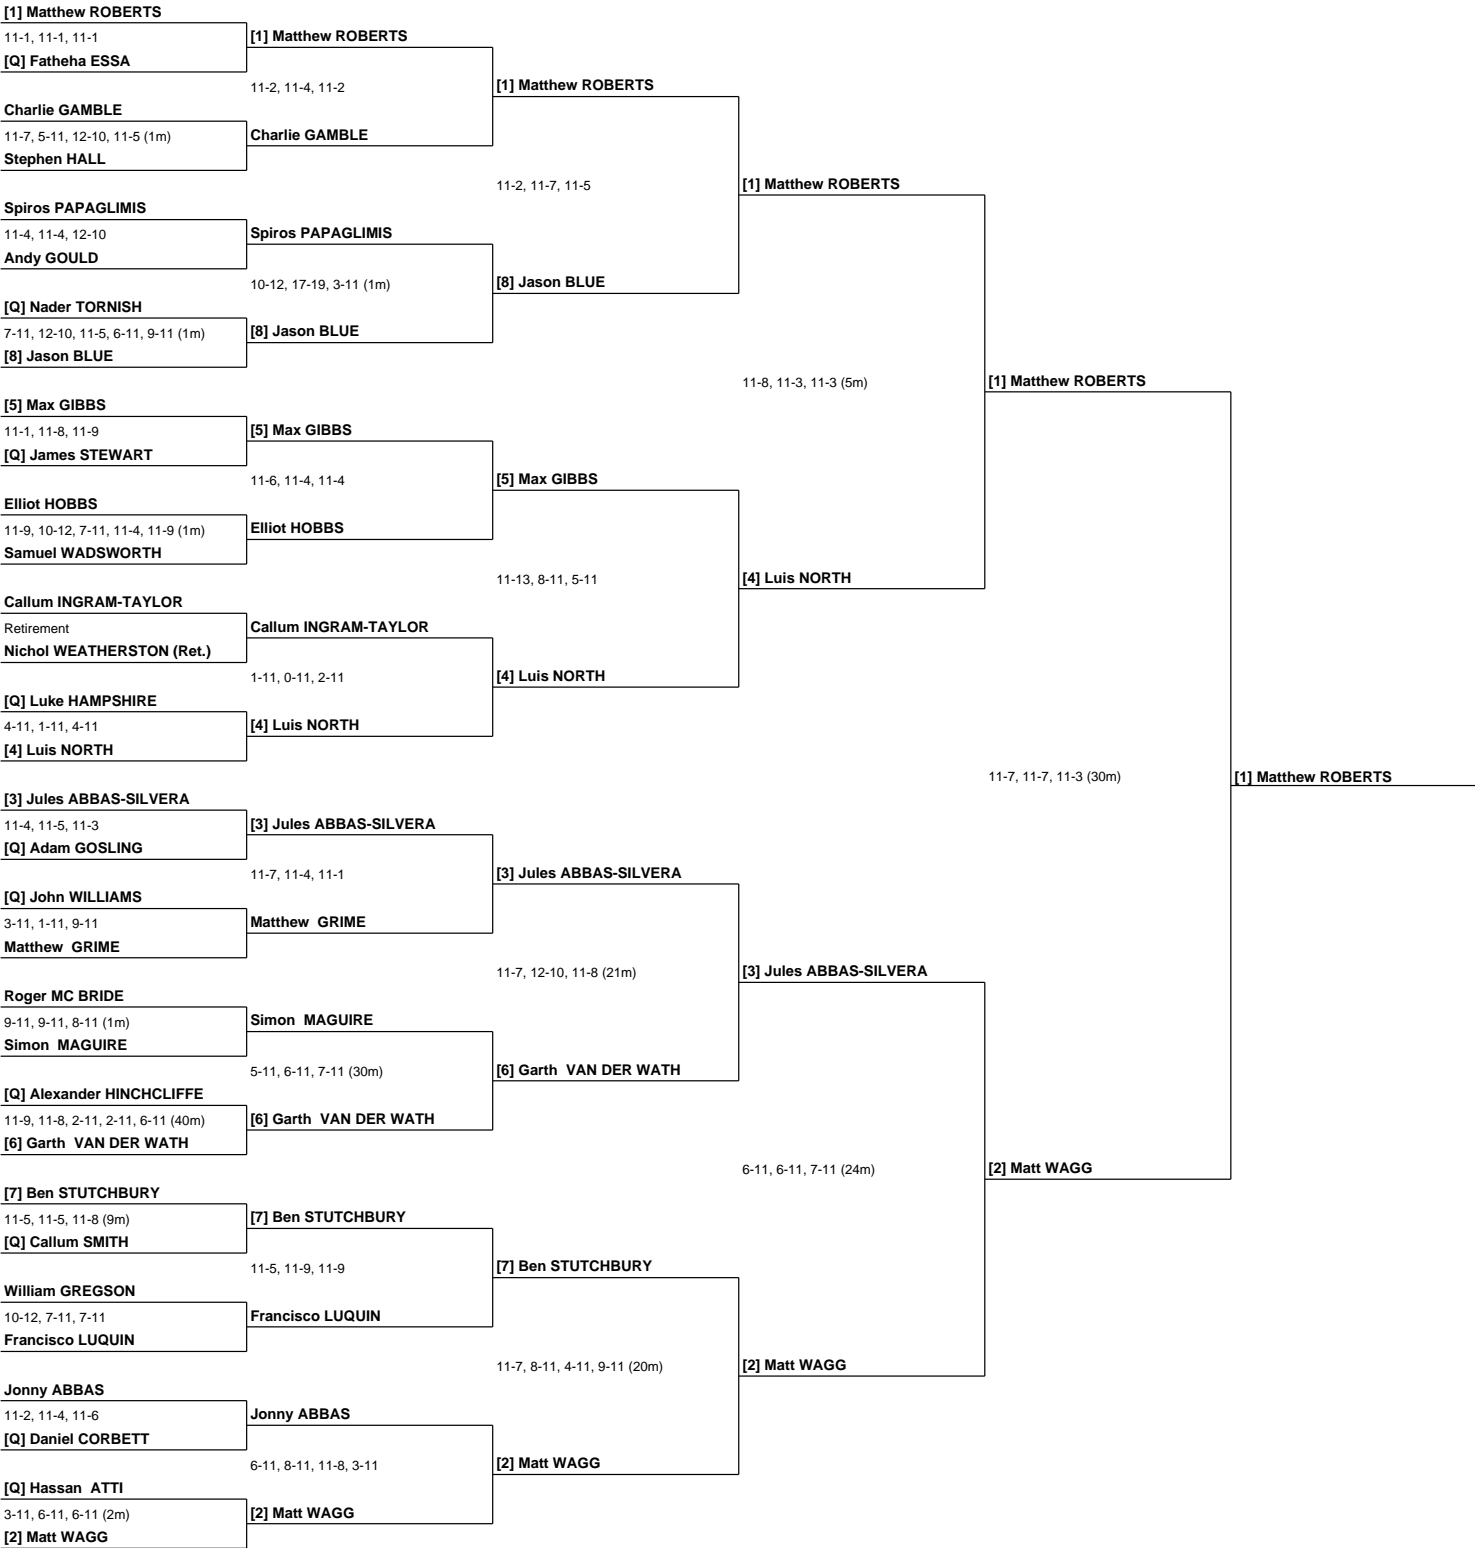 [1] Matthew ROBERTS
11-1, 11-1, 11-1
[Q] Fatheha ESSA
Charlie GAMBLE
11-7, 5-11, 12-10, 11-5 (1m)
Stephen HALL
Spiros PAPAGLIMIS
11-4, 11-4, 12-10
Andy GOULD
[Q] Nader TORNISH
7-11, 12-10, 11-5, 6-11, 9-11 (1m)
[8] Jason BLUE
[5] Max GIBBS
11-1, 11-8, 11-9
[Q] James STEWART
Elliot HOBBS
11-9, 10-12, 7-11, 11-4, 11-9 (1m)
Samuel WADSWORTH
Callum INGRAM-TAYLOR
Retirement
Nichol WEATHERSTON (Ret.)
[Q] Luke HAMPSHIRE
4-11, 1-11, 4-11
[4] Luis NORTH
[3] Jules ABBAS-SILVERA
11-4, 11-5, 11-3
[Q] Adam GOSLING
[Q] John WILLIAMS
3-11, 1-11, 9-11
Matthew  GRIME
Roger MC BRIDE
9-11, 9-11, 8-11 (1m)
Simon  MAGUIRE
[Q] Alexander HINCHCLIFFE
11-9, 11-8, 2-11, 2-11, 6-11 (40m)
[6] Garth  VAN DER WATH
[7] Ben STUTCHBURY
11-5, 11-5, 11-8 (9m)
[Q] Callum SMITH
William GREGSON
10-12, 7-11, 7-11
Francisco LUQUIN
Jonny ABBAS
11-2, 11-4, 11-6
[Q] Daniel CORBETT
[Q] Hassan  ATTI
3-11, 6-11, 6-11 (2m)
[2] Matt WAGG
[1] Matthew ROBERTS
11-2, 11-4, 11-2
Charlie GAMBLE
Spiros PAPAGLIMIS
10-12, 17-19, 3-11 (1m)
[8] Jason BLUE
[5] Max GIBBS
11-6, 11-4, 11-4
Elliot HOBBS
Callum INGRAM-TAYLOR
1-11, 0-11, 2-11
[4] Luis NORTH
[3] Jules ABBAS-SILVERA
11-7, 11-4, 11-1
Matthew  GRIME
Simon  MAGUIRE
5-11, 6-11, 7-11 (30m)
[6] Garth  VAN DER WATH
[7] Ben STUTCHBURY
11-5, 11-9, 11-9
Francisco LUQUIN
Jonny ABBAS
6-11, 8-11, 11-8, 3-11
[2] Matt WAGG
[1] Matthew ROBERTS
11-2, 11-7, 11-5
[8] Jason BLUE
[5] Max GIBBS
11-13, 8-11, 5-11
[4] Luis NORTH
[3] Jules ABBAS-SILVERA
11-7, 12-10, 11-8 (21m)
[6] Garth  VAN DER WATH
[7] Ben STUTCHBURY
11-7, 8-11, 4-11, 9-11 (20m)
[2] Matt WAGG
[1] Matthew ROBERTS
11-8, 11-3, 11-3 (5m)
[4] Luis NORTH
[3] Jules ABBAS-SILVERA
6-11, 6-11, 7-11 (24m)
[2] Matt WAGG
[1] Matthew ROBERTS
11-7, 11-7, 11-3 (30m)
[2] Matt WAGG
[1] Matthew ROBERTS